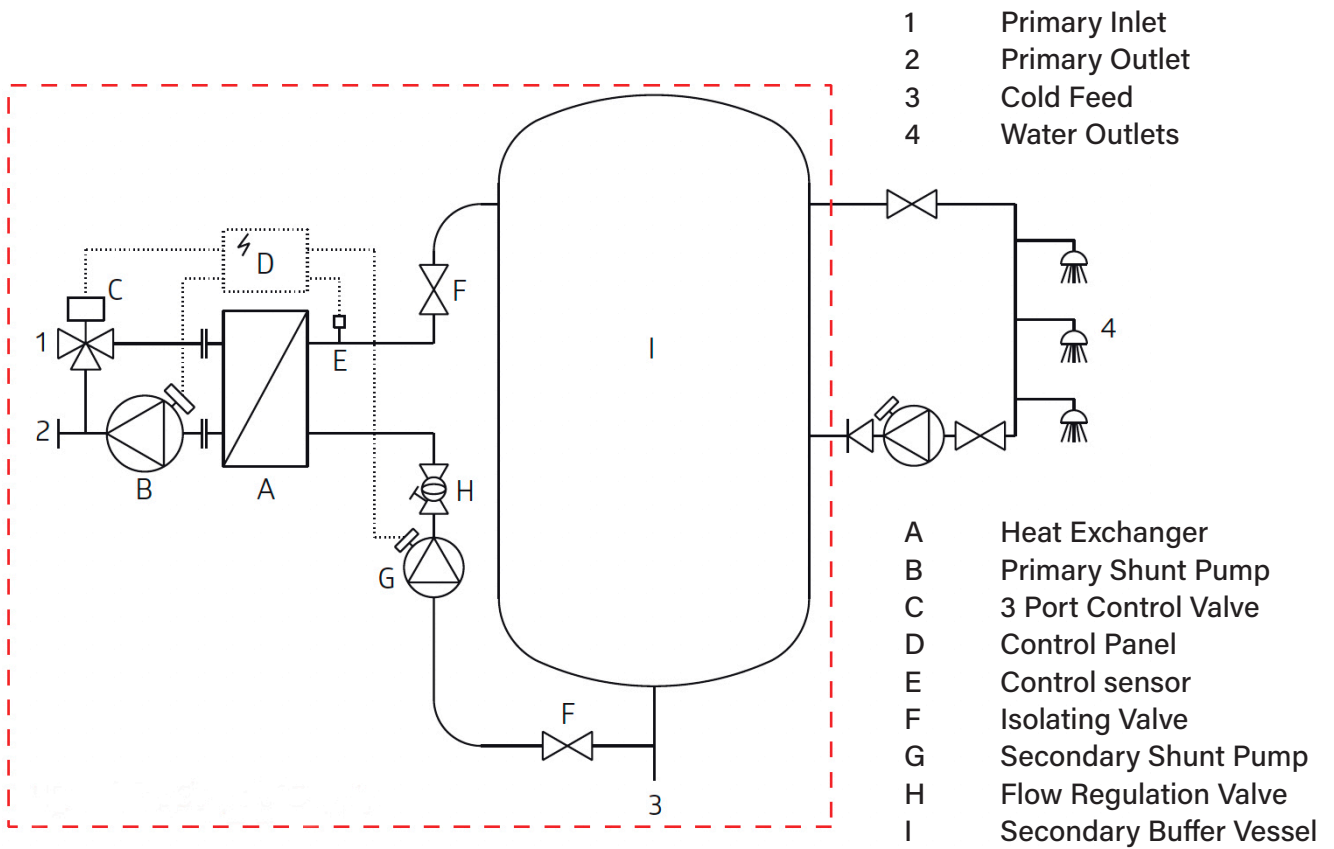 1 Primary Inlet
2 Primary Outlet
3 Cold Feed
4 Water Outlets
D
C
F
1
E
I
4
2
B
A
H
G
F
3
A Heat Exchanger
B Primary Shunt Pump
C 3 Port Control Valve
D Control Panel
E Control sensor
F Isolating Valve
G Secondary Shunt Pump
H Flow Regulation Valve
I Secondary Buffer Vessel